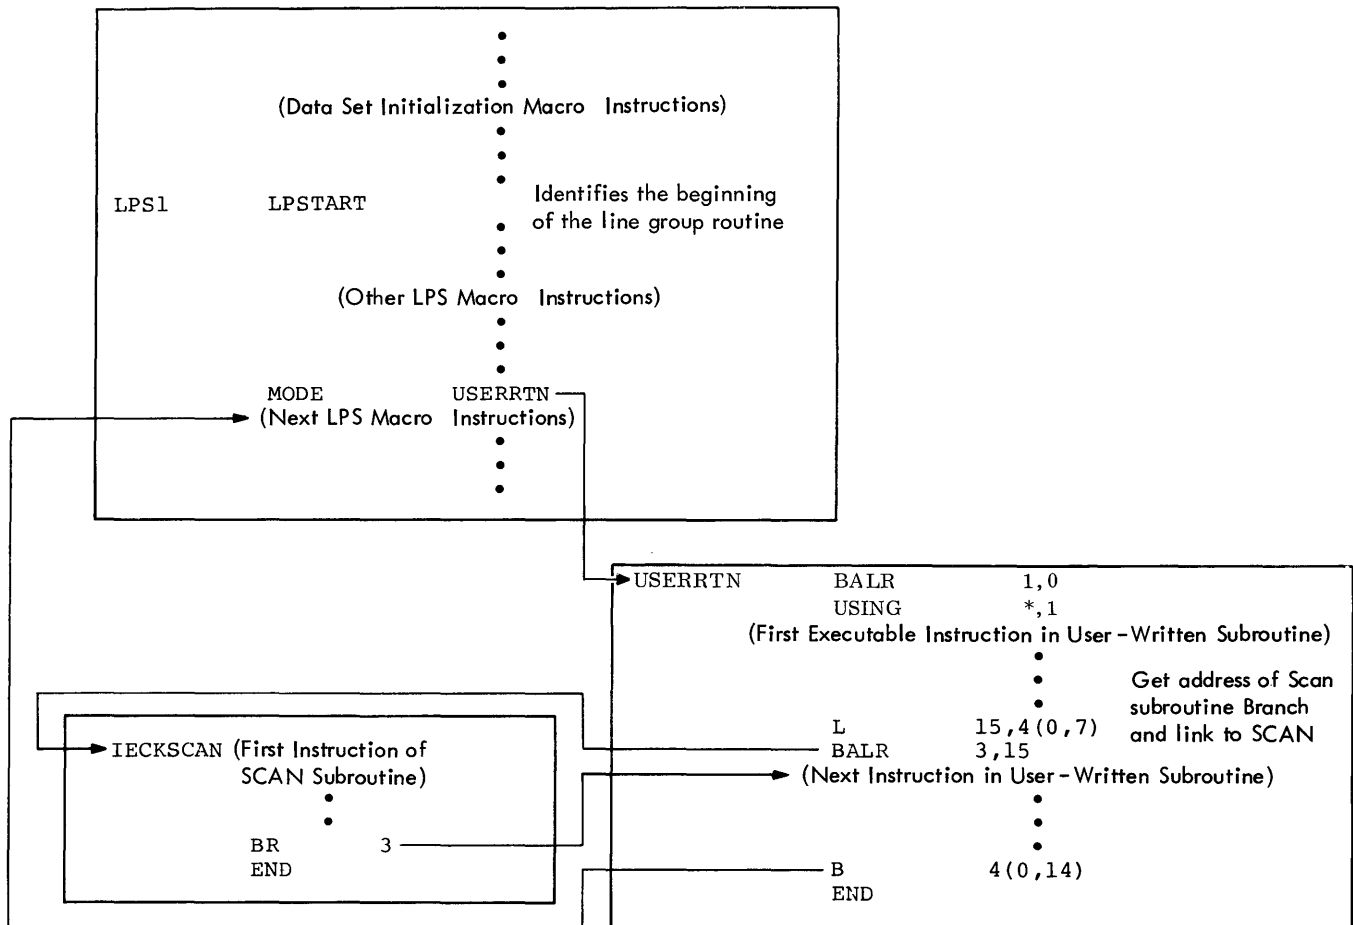 (Data Set Initialization Macro Instructions)
LPS1 LPSTART
Identifies the beginning
of the line group routine
(Other LPS Macro Instructions)
MODE USERRTN
(Next LPS Macro Instructions)
USERRTN BALR 1,0
USING *,1
(First Executable Instruction in User-Written Subroutine)
Get address of Scan
subroutine Branch
and link to SCAN
L 15,4(0,7)
BALR 3,15
(Next Instruction in User-Written Subroutine)
B 4(0,14)
END
IECKSCAN (First Instruction of
SCAN Subroutine)
BR 3
END